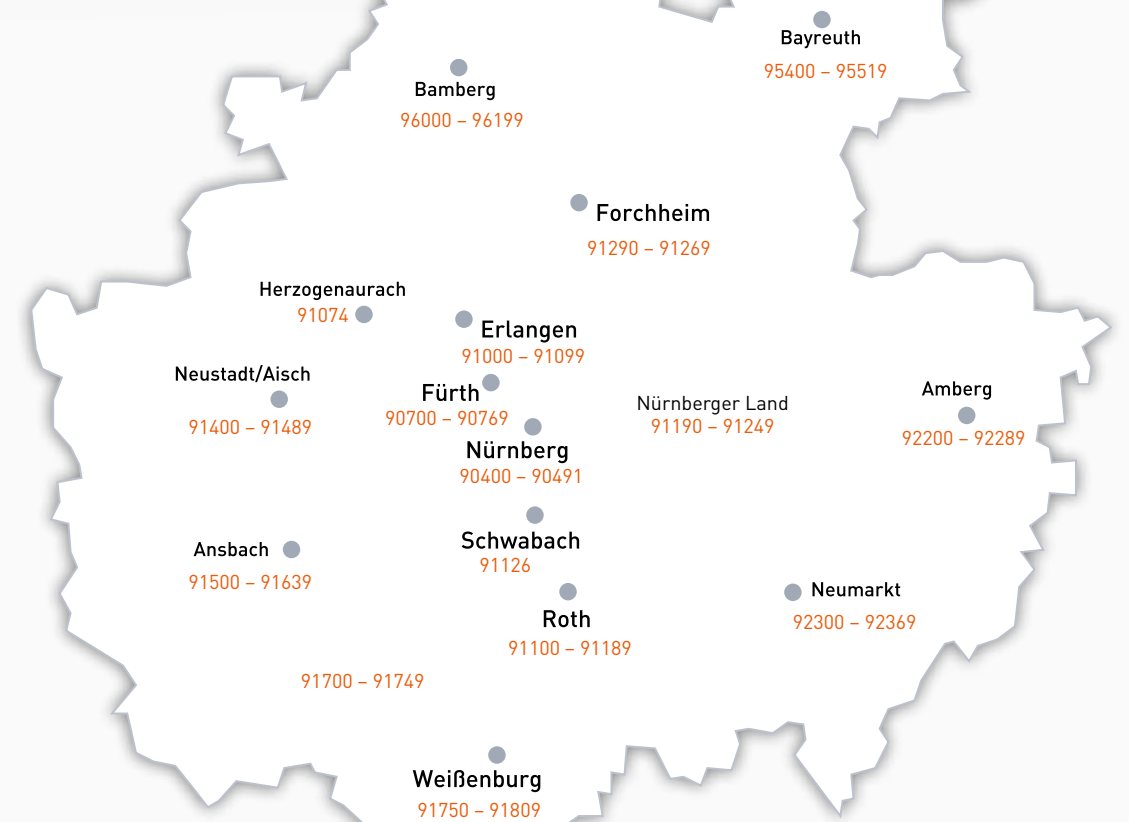 Bayreuth
95400 – 95519
Bamberg
96000 – 96199
Forchheim
91290 – 91269
Herzogenaurach
91074
Erlangen
91000 – 91099
Neustadt/Aisch
91400 – 91489
Fürth
90700 – 90769
Nürnberger Land
91190 – 91249
Amberg
92200 – 92289
Nürnberg
90400 – 90491
Schwabach
91126
Ansbach
91500 – 91639
Roth
91100 – 91189
Neumarkt
92300 – 92369
91700 – 91749
Weißenburg
91750 – 91809